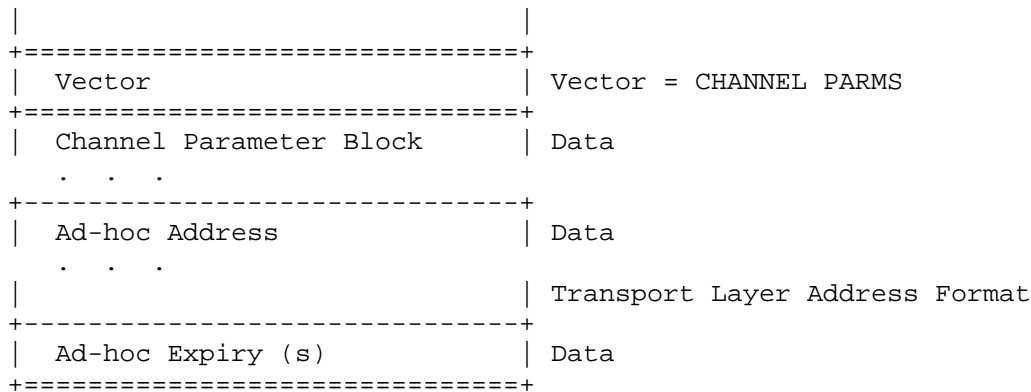 |                               |
+===============================+
|  Vector                       | Vector = CHANNEL PARMS
+===============================+
|  Channel Parameter Block      | Data
   .  .  .
+-------------------------------+
|  Ad-hoc Address               | Data
   .  .  .
|                               | Transport Layer Address Format
+-------------------------------+
|  Ad-hoc Expiry (s)            | Data
+===============================+